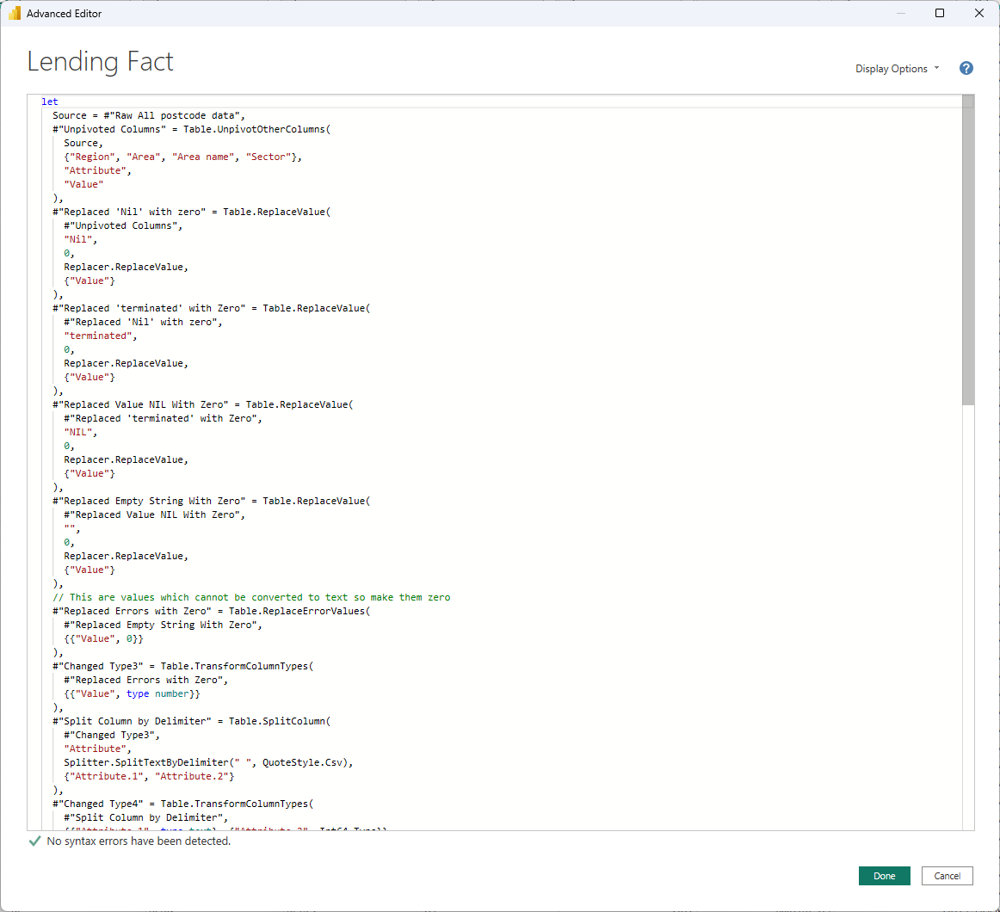 Advanced Editor
Lending Fact
Display Options
?
let
Source = #"Raw All postcode data",
#"Unpivoted Columns" = Table.UnpivotOtherColumns(
Source,
{"Region", "Area", "Area name", "Sector"},
"Attribute",
"Value"
),
#"Replaced 'Nil' with zero" = Table.ReplaceValue(
#"Unpivoted Columns",
"Nil",
0,
Replacer.ReplaceValue,
{"Value"}
),
#"Replaced 'terminated' with Zero" = Table.ReplaceValue(
#"Replaced 'Nil' with zero",
"terminated",
0,
Replacer.ReplaceValue,
{"Value"}
),
#"Replaced Value NIL With Zero" = Table.ReplaceValue(
#"Replaced 'terminated' with Zero",
"NIL",
0,
Replacer.ReplaceValue,
{"Value"}
),
#"Replaced Empty String With Zero" = Table.ReplaceValue(
#"Replaced Value NIL With Zero",
"",
0,
Replacer.ReplaceValue,
{"Value"}
),
// This are values which cannot be converted to text so make them zero
#"Replaced Errors with Zero" = Table.ReplaceErrorValues(
#"Replaced Empty String With Zero",
{{"Value", 0}}
),
#"Changed Type3" = Table.TransformColumnTypes(
#"Replaced Errors with Zero",
{{"Value", type number}}
),
#"Split Column by Delimiter" = Table.SplitColumn(
#"Changed Type3",
"Attribute",
Splitter.SplitTextByDelimiter(" ", QuoteStyle.Csv),
{"Attribute.1", "Attribute.2"}
),
#"Changed Type4" = Table.TransformColumnTypes(
#"Split Column by Delimiter",
{{"Attribute.1", type text}, {"Attribute.2", Int64.Type}}
No syntax errors have been detected.
Done
Cancel